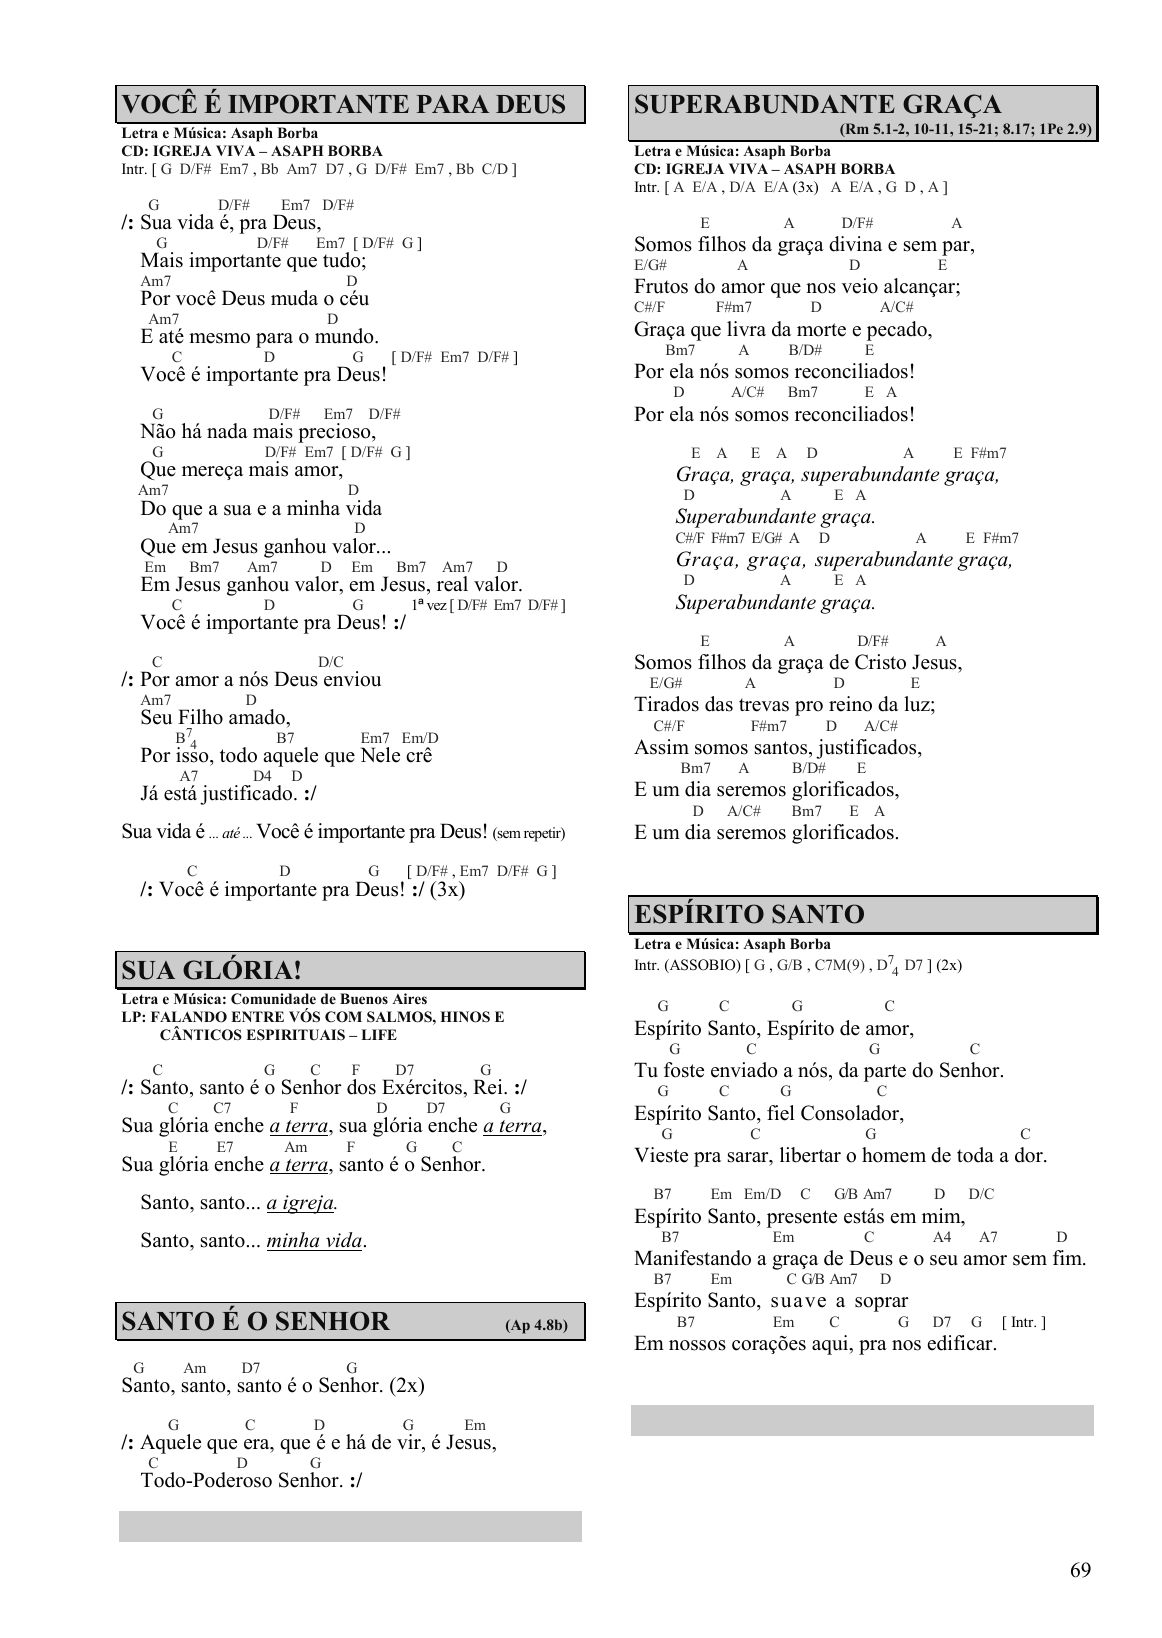 VOCÊ É IMPORTANTE PARA DEUS
Letra e Música: Asaph Borba
CD: IGREJA VIVA – ASAPH BORBA
Intr. [ G D/F# Em7 , Bb Am7 D7 , G D/F# Em7 , Bb C/D ]
G D/F# Em7 D/F#
/: Sua vida é, pra Deus,
G D/F# Em7 [ D/F# G ]
Mais importante que tudo;
Am7 D
Por você Deus muda o céu
Am7 D
E até mesmo para o mundo.
C D G [ D/F# Em7 D/F# ]
Você é importante pra Deus!
G D/F# Em7 D/F#
Não há nada mais precioso,
G D/F# Em7 [ D/F# G ]
Que mereça mais amor,
Am7 D
Do que a sua e a minha vida
Am7 D
Que em Jesus ganhou valor...
Em Bm7 Am7 D Em Bm7 Am7 D
Em Jesus ganhou valor, em Jesus, real valor.
C D G 1ª vez [ D/F# Em7 D/F# ]
Você é importante pra Deus! :/
C D/C
/: Por amor a nós Deus enviou
Am7 D
Seu Filho amado,
B7 4 B7 Em7 Em/D
Por isso, todo aquele que Nele crê
A7 D4 D
Já está justificado. :/
Sua vida é ... até ... Você é importante pra Deus! (sem repetir)
C D G [ D/F# , Em7 D/F# G ]
/: Você é importante pra Deus! :/ (3x)
SUA GLÓRIA!
Letra e Música: Comunidade de Buenos Aires
LP: FALANDO ENTRE VÓS COM SALMOS, HINOS E
CÂNTICOS ESPIRITUAIS – LIFE
C G C F D7 G
/: Santo, santo é o Senhor dos Exércitos, Rei. :/
C C7 F D D7 G
Sua glória enche a terra, sua glória enche a terra,
E E7 Am F G C
Sua glória enche a terra, santo é o Senhor.
Santo, santo... a igreja.
Santo, santo... minha vida.
SANTO É O SENHOR (Ap 4.8b)
G Am D7 G
Santo, santo, santo é o Senhor. (2x)
G C D G Em
/: Aquele que era, que é e há de vir, é Jesus,
C D G
Todo-Poderoso Senhor. :/
SUPERABUNDANTE GRAÇA
(Rm 5.1-2, 10-11, 15-21; 8.17; 1Pe 2.9)
Letra e Música: Asaph Borba
CD: IGREJA VIVA – ASAPH BORBA
Intr. [ A E/A , D/A E/A (3x) A E/A , G D , A ]
E A D/F# A
Somos filhos da graça divina e sem par,
E/G# A D E
Frutos do amor que nos veio alcançar;
C#/F F#m7 D A/C#
Graça que livra da morte e pecado,
Bm7 A B/D# E
Por ela nós somos reconciliados!
D A/C# Bm7 E A
Por ela nós somos reconciliados!
E A E A D A E F#m7
Graça, graça, superabundante graça,
D A E A
Superabundante graça.
C#/F F#m7 E/G# A D A E F#m7
Graça, graça, superabundante graça,
D A E A
Superabundante graça.
E A D/F# A
Somos filhos da graça de Cristo Jesus,
E/G# A D E
Tirados das trevas pro reino da luz;
C#/F F#m7 D A/C#
Assim somos santos, justificados,
Bm7 A B/D# E
E um dia seremos glorificados,
D A/C# Bm7 E A
E um dia seremos glorificados.
ESPÍRITO SANTO
Letra e Música: Asaph Borba
Intr. (ASSOBIO) [ G , G/B , C7M(9) , D7 4 D7 ] (2x)
G C G C
Espírito Santo, Espírito de amor,
G C G C
Tu foste enviado a nós, da parte do Senhor.
G C G C
Espírito Santo, fiel Consolador,
G C G C
Vieste pra sarar, libertar o homem de toda a dor.
B7 Em Em/D C G/B Am7 D D/C
Espírito Santo, presente estás em mim,
B7 Em C A4 A7 D
Manifestando a graça de Deus e o seu amor sem fim.
B7 Em C G/B Am7 D
Espírito Santo, suave a soprar
B7 Em C G D7 G [ Intr. ]
Em nossos corações aqui, pra nos edificar.
69